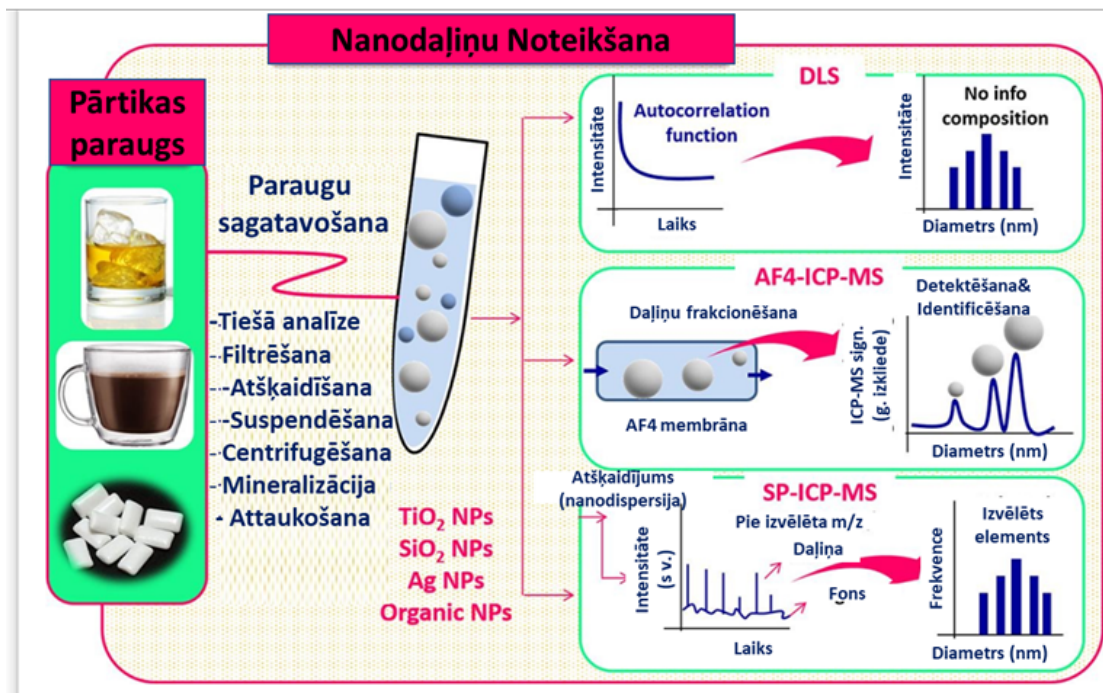 Nanodaļiņu Noteikšana
Pārtikas
paraugs
Paraugu
sagatavošana
-Tiešā analīze
-Filtrēšana
-Atšķaidīšana
-Suspendēšana
Centrifugēšana
Mineralizācija
- Attaukošana
TiO₂ NPs
SiO₂ NPs
Ag NPs
Organic NPs
DLS
Intensitāte
Autocorrelation
function
Laiks
Intensitāte
No info
composition
Diametrs (nm)
AF4-ICP-MS
Daļiņu frakcionēšana
AF4 membrāna
Detektēšana&
Identificēšana
ICP-MS sign.
(g. izkliede)
Diametrs (nm)
Atšķaidījums
(nanodispersija)
SP-ICP-MS
Pie izvēlēta m/z
Intensitāte
(s v.)
Daļiņa
Fons
Laiks
Frekvence
Izvēlēts
elements
Diametrs (nm)